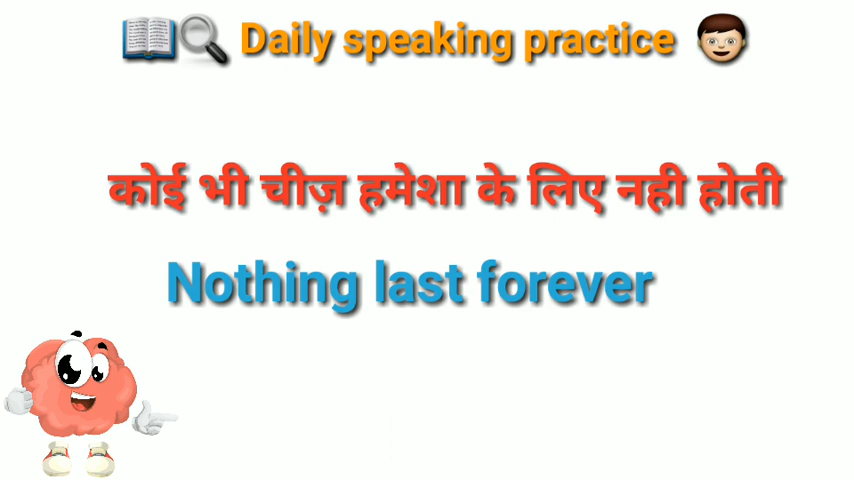 Daily speaking practice
कोई भी चीज़ हमेशा के लिए नही होती
Nothing last forever